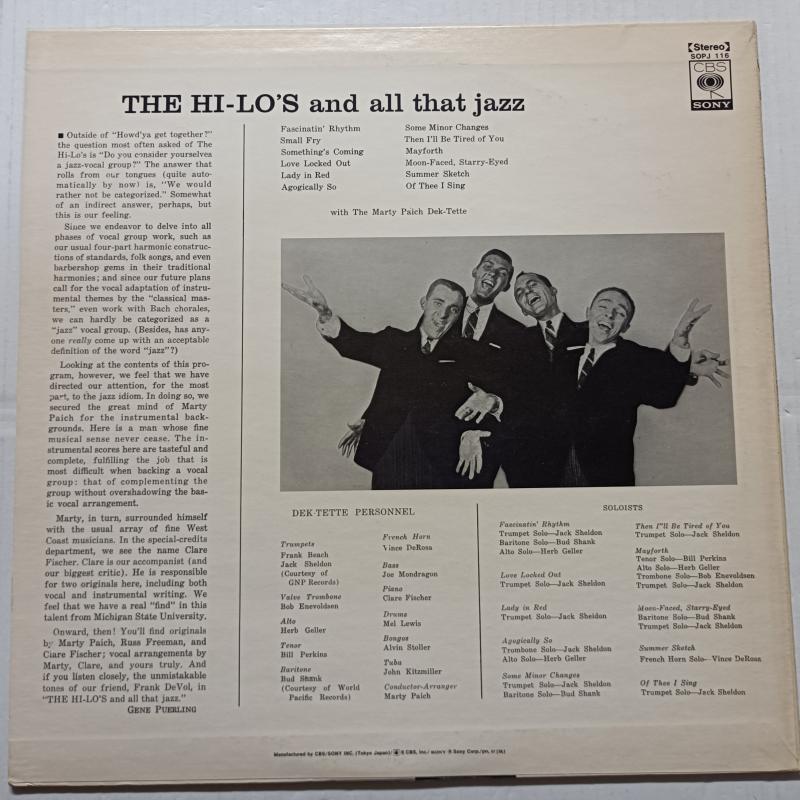 【Stereo】
SOPJ 116
CBS
SONY
THE HI-LO'S and all that jazz
■ Outside of "Howd'ya get together?"
the question most often asked of The
Hi-Lo's is "Do you consider yourselves
a jazz-vocal group?" The answer that
rolls from our tongues (quite auto-
matically by now) is, "We would
rather not be categorized." Somewhat
of an indirect answer, perhaps, but
this is our feeling.
Since we endeavor to delve into all
phases of vocal group work, such as
our usual four-part harmonic construc-
tions of standards, folk songs, and even
barbershop gems in their traditional
harmonies; and since our future plans
call for the vocal adaptation of instru-
mental themes by the "classical mas-
ters," even work with Bach chorales,
we can hardly be categorized as a
"jazz" vocal group. (Besides, has any-
one really come up with an acceptable
definition of the word "jazz"?)
Looking at the contents of this pro-
gram, however, we feel that we have
directed our attention, for the most
part, to the jazz idiom. In doing so, we
secured the great mind of Marty
Paich for the instrumental back-
grounds. Here is a man whose fine
musical sense never cease. The in-
strumental scores here are tasteful and
complete, fulfilling the job that is
most difficult when backing a vocal
group: that of complementing the
group without overshadowing the bas-
ic vocal arrangement.
Marty, in turn, surrounded himself
with the usual array of fine West
Coast musicians. In the special-credits
department, we see the name Clare
Fischer. Clare is our accompanist (and
our biggest critic). He is responsible
for two originals here, including both
vocal and instrumental writing. We
feel that we have a real "find" in this
talent from Michigan State University.
Onward, then! You'll find originals
by Marty Paich, Russ Freeman, and
Clare Fischer; vocal arrangements by
Marty, Clare, and yours truly. And
if you listen closely, the unmistakable
tones of our friend, Frank DeVol, in
"THE HI-LO'S and all that jazz."
GENE PUERLING
Fascinatin' Rhythm
Small Fry
Something's Coming
Love Locked Out
Lady in Red
Agogically So
Some Minor Changes
Then I'll Be Tired of You
Mayforth
Moon-Faced, Starry-Eyed
Summer Sketch
Of Thee I Sing
with The Marty Paich Dek-Tette
DEK-TETTE PERSONNEL
Trumpets
Frank Beach
Jack Sheldon
(Courtesy of
GNP Records)
Valve Trombone
Bob Enevoldsen
Alto
Herb Geller
Tenor
Bill Perkins
Baritone
Bud Shank
(Courtesy of World
Pacific Records)
French Horn
Vince DeRosa
Bass
Joe Mondragon
Piano
Clare Fischer
Drums
Mel Lewis
Bongos
Alvin Stoller
Tuba
John Kitzmiller
Conductor-Arranger
Marty Paich
SOLOISTS
Fascinatin' Rhythm
Trumpet Solo—Jack Sheldon
Baritone Solo—Bud Shank
Alto Solo—Herb Geller
Love Locked Out
Trumpet Solo—Jack Sheldon
Lady in Red
Trumpet Solo—Jack Sheldon
Agogically So
Trombone Solo—Jack Sheldon
Alto Solo—Herb Geller
Some Minor Changes
Trumpet Solo—Jack Sheldon
Baritone Solo—Bud Shank
Then I"ll Be Tired of You
Trumpet Solo—Jack Sheldon
Mayforth
Tenor Solo—Bill Perkins
Alto Solo—Herb Geller
Trombone Solo—Bob Enevoldsen
Trumpet Solo—Jack Sheldon
Moon-Faced, Starry-Eyed
Baritone Solo—Bud Shank
Trumpet Solo—Jack Sheldon
Summer Sketch
French Horn Solo—Vince DeRosa
Of Thee I Sing
Trumpet Solo—Jack Sheldon
Manufactured by CBS/SONY INC. (Tokyo Japan)/ ® CBS, Inc./ SONY ® Sony Corp./